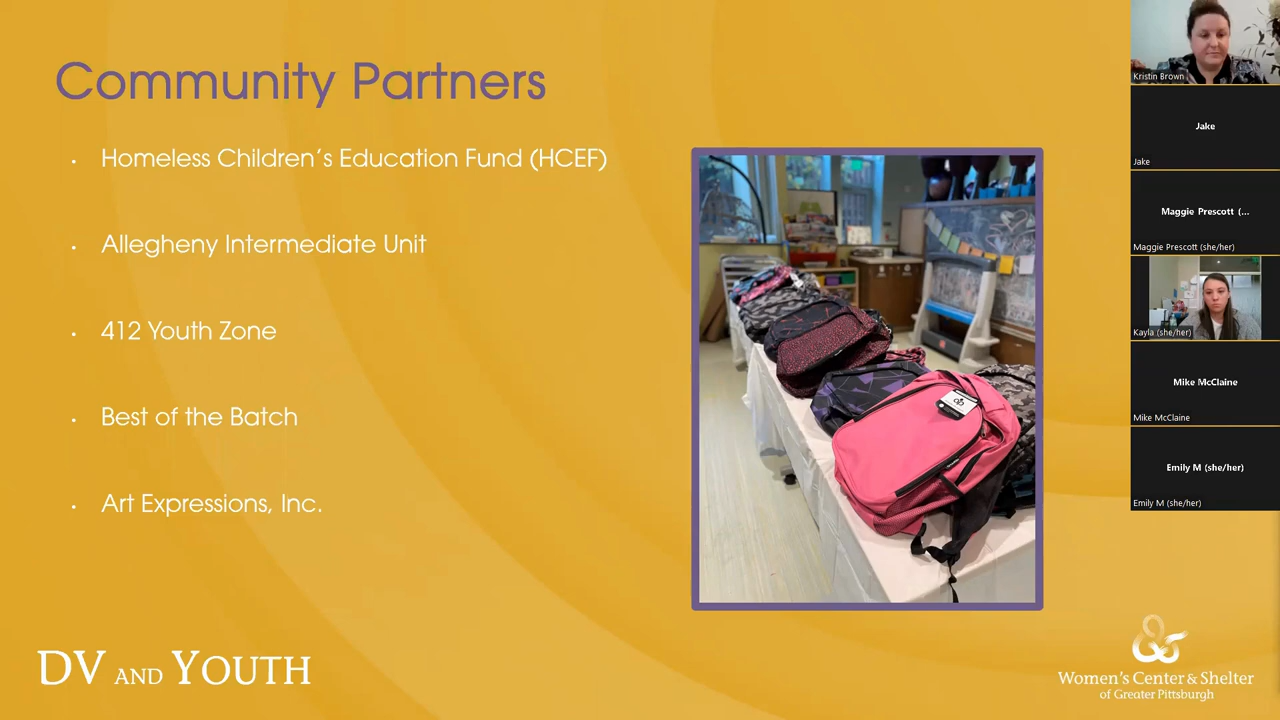 Community Partners
• Homeless Children's Education Fund (HCEF)
• Allegheny Intermediate Unit
• 412 Youth Zone
• Best of the Batch
• Art Expressions, Inc.
DV AND YOUTH
Women's Center & Shelter
of Greater Pittsburgh
Kristin Brown
Jake
Jake
Maggie Prescott (...
Maggie Prescott (she/her)
Kayla (she/her)
Mike McClaine
Mike McClaine
Emily M (she/her)
Emily M (she/her)